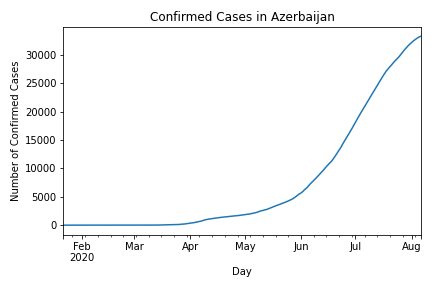 Confirmed Cases in Azerbaijan
Number of Confirmed Cases
30000
25000
20000
15000
10000
5000
0
Feb Mar Apr May Jun Jul Aug
2020
Day